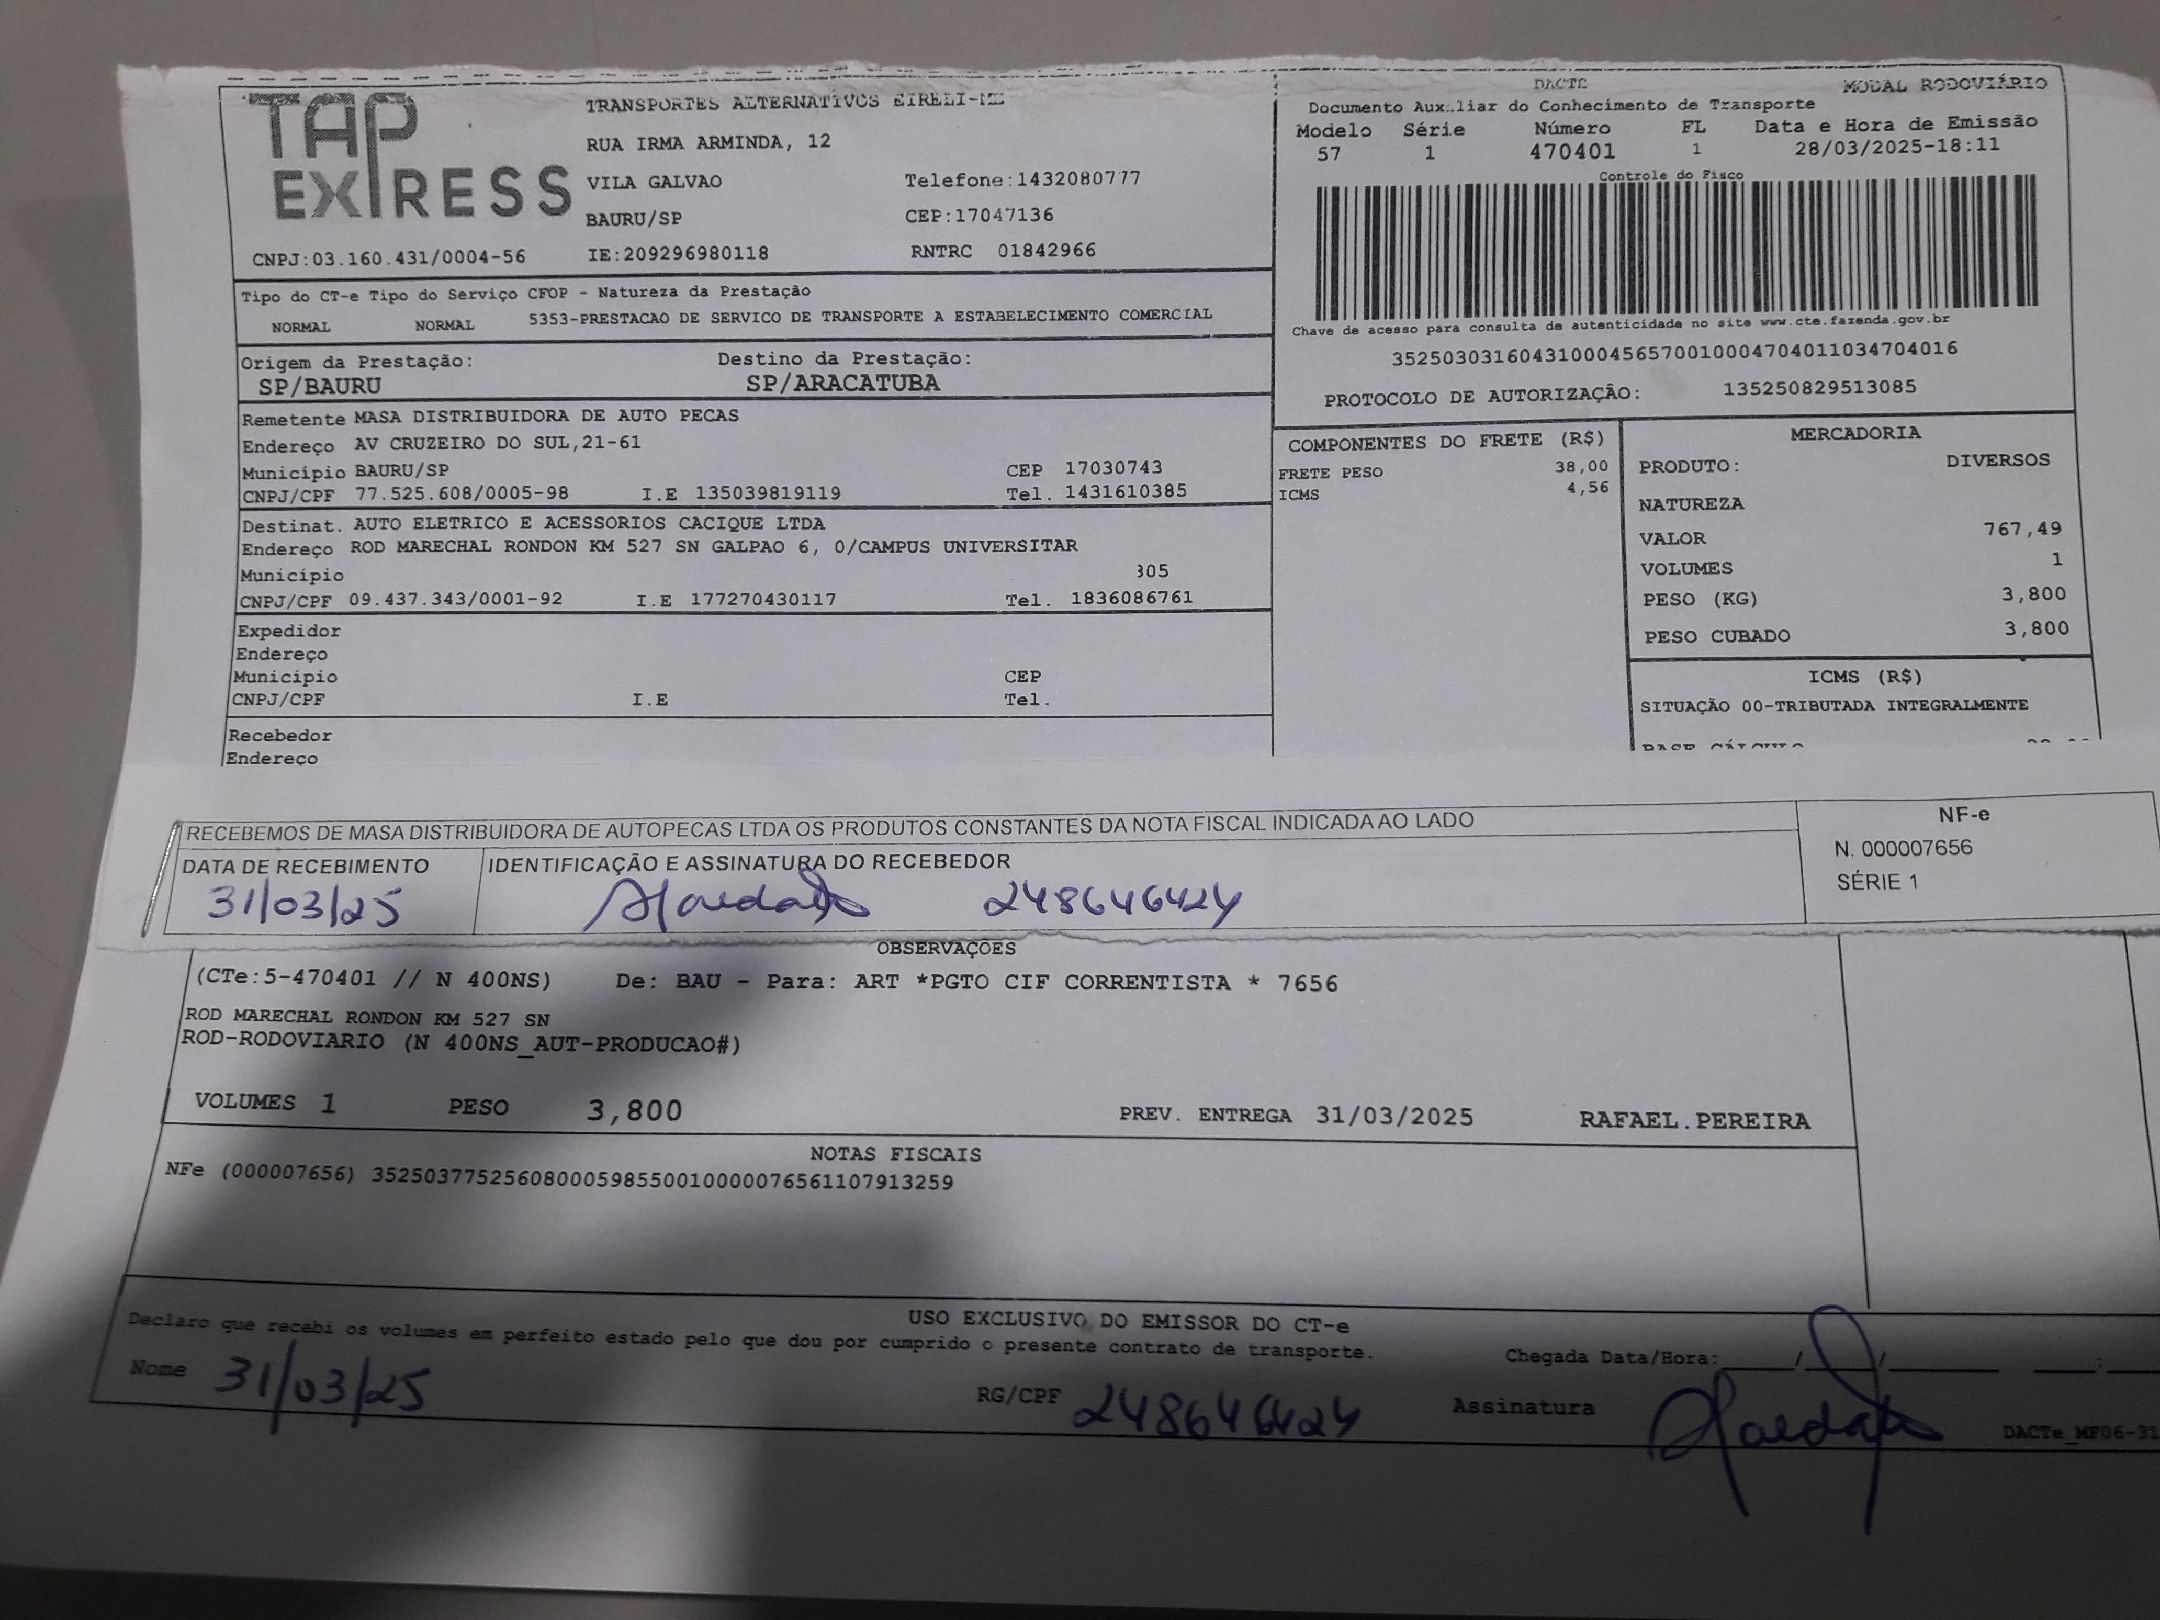 TAP EXPRESS
TRANSPORTES ALTERNATIVOS EIRELI-ME
RUA IRMA ARMINDA, 12
VILA GALVAO Telefone:1432080777
BAURU/SP CEP:17047136
CNPJ:03.160.431/0004-56 IE:209296980118 RNTRC 01842966
DACTE MODAL RODOVIÁRIO
Documento Auxiliar do Conhecimento de Transporte
Modelo Série Número FL Data e Hora de Emissão
57 1 470401 1 28/03/2025-18:11
Controle do Fisco
Chave de acesso para consulta de autenticidade no site www.cte.fazenda.gov.br
35250303160431000456570010004704011034704016
PROTOCOLO DE AUTORIZAÇÃO: 135250829513085
Tipo do CT-e Tipo do Serviço CFOP - Natureza da Prestação
NORMAL NORMAL 5353-PRESTACAO DE SERVICO DE TRANSPORTE A ESTABELECIMENTO COMERCIAL
Origem da Prestação: Destino da Prestação:
SP/BAURU SP/ARACATUBA
Remetente MASA DISTRIBUIDORA DE AUTO PECAS
Endereço AV CRUZEIRO DO SUL,21-61
Município BAURU/SP CEP 17030743
CNPJ/CPF 77.525.608/0005-98 I.E 135039819119 Tel. 1431610385
Destinat. AUTO ELETRICO E ACESSORIOS CACIQUE LTDA
Endereço ROD MARECHAL RONDON KM 527 SN GALPAO 6, 0/CAMPUS UNIVERSITAR
Município 305
CNPJ/CPF 09.437.343/0001-92 I.E 177270430117 Tel. 1836086761
Expedidor
Endereço
Município CEP
CNPJ/CPF I.E Tel.
Recebedor
Endereço
COMPONENTES DO FRETE (R$)
FRETE PESO 38,00
ICMS 4,56
MERCADORIA
PRODUTO: DIVERSOS
NATUREZA
VALOR 767,49
VOLUMES 1
PESO (KG) 3,800
PESO CUBADO 3,800
ICMS (R$)
SITUAÇÃO 00-TRIBUTADA INTEGRALMENTE
BASE CÁLCULO
RECEBEMOS DE MASA DISTRIBUIDORA DE AUTOPECAS LTDA OS PRODUTOS CONSTANTES DA NOTA FISCAL INDICADA AO LADO
DATA DE RECEBIMENTO IDENTIFICAÇÃO E ASSINATURA DO RECEBEDOR
31/03/25 248646424
NF-e
N. 000007656
SÉRIE 1
OBSERVAÇÕES
(CTe:5-470401 // N 400NS) De: BAU - Para: ART *PGTO CIF CORRENTISTA * 7656
ROD MARECHAL RONDON KM 527 SN
ROD-RODOVIARIO (N 400NS_AUT-PRODUCAO#)
VOLUMES 1 PESO 3,800 PREV. ENTREGA 31/03/2025 RAFAEL.PEREIRA
NOTAS FISCAIS
NFe (000007656) 35250377525608000598550010000076561107913259
USO EXCLUSIVO DO EMISSOR DO CT-e
Declaro que recebi os volumes em perfeito estado pelo que dou por cumprido o presente contrato de transporte.
Chegada Data/Hora: / / :
Nome 31/03/25 RG/CPF 248646424 Assinatura
DACTe_MF06-31